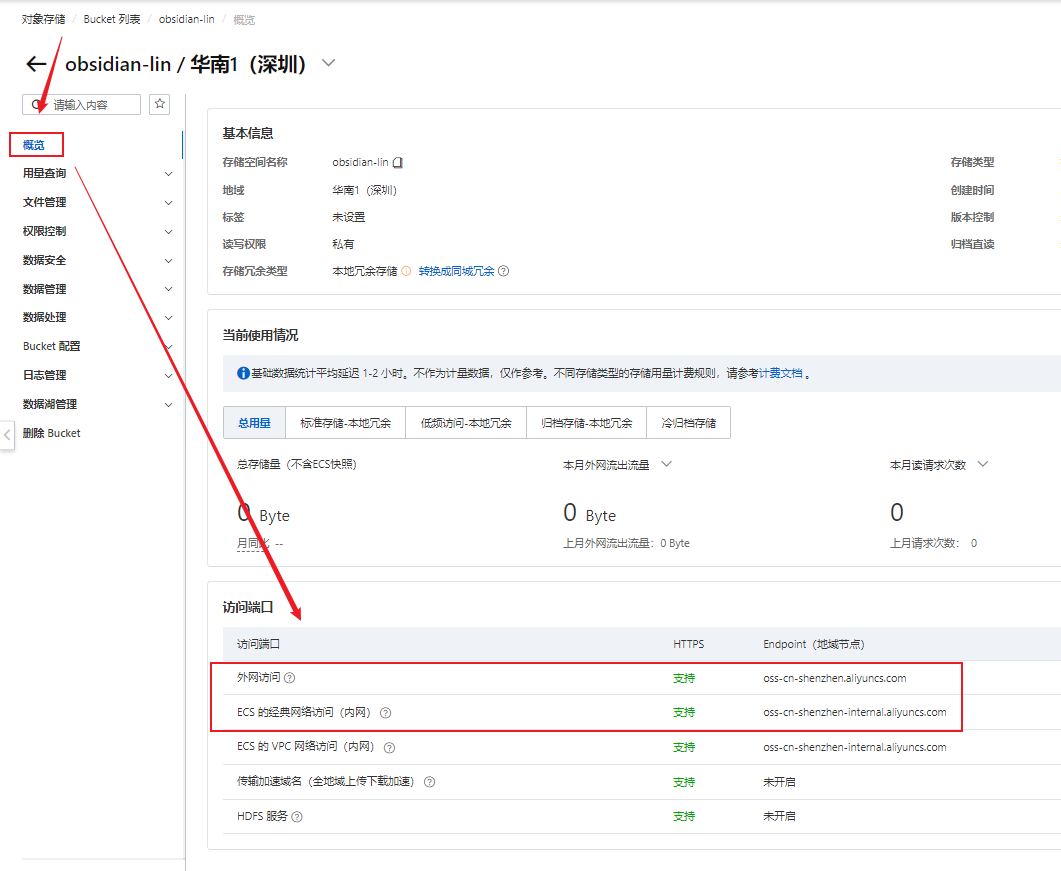 对象存储 / Bucket 列表 / obsidian-lin / 概览
obsidian-lin / 华南1（深圳）
请输入内容
概览
用量查询
文件管理
权限控制
数据安全
数据管理
数据处理
Bucket 配置
日志管理
数据湖管理
删除 Bucket
基本信息
存储空间名称 obsidian-lin 存储类型
地域 华南1（深圳） 创建时间
标签 未设置 版本控制
读写权限 私有 归档直读
存储冗余类型 本地冗余存储 转换成同城冗余
当前使用情况
基础数据统计平均延迟 1-2 小时。不作为计量数据，仅作参考。不同存储类型的存储用量计费规则，请参考计费文档 。
总用量 标准存储-本地冗余 低频访问-本地冗余 归档存储-本地冗余 冷归档存储
总存储量（不含ECS快照） 本月外网流出流量 本月读请求次数
0 Byte 0 Byte 0
月同比 -- 上月外网流出流量：0 Byte 上月请求次数： 0
访问端口
访问端口 HTTPS Endpoint（地域节点）
外网访问 支持 oss-cn-shenzhen.aliyuncs.com
ECS 的经典网络访问（内网） 支持 oss-cn-shenzhen-internal.aliyuncs.com
ECS 的 VPC 网络访问（内网） 支持 oss-cn-shenzhen-internal.aliyuncs.com
传输加速域名（全地域上传下载加速） 支持 未开启
HDFS 服务 支持 未开启